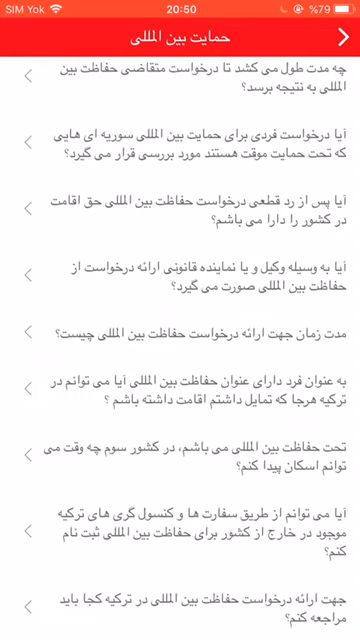 SIM Yok 20:50 %79
حمایت بین المللی
چه مدت طول می کشد تا درخواست متقاضی حفاظت بین
المللی به نتیجه برسد؟
آیا درخواست فردی برای حمایت بین المللی سوریه ای هایی
که تحت حمایت موقت هستند مورد بررسی قرار می گیرد؟
آیا پس از رد قطعی درخواست حفاظت بین المللی حق اقامت
در کشور را دارا می باشم؟
آیا به وسیله وکیل و یا نماینده قانونی ارائه درخواست از
حفاظت بین المللی صورت می گیرد؟
مدت زمان جهت ارائه درخواست حفاظت بین المللی چیست؟
به عنوان فرد دارای عنوان حفاظت بین المللی آیا می توانم در
ترکیه هرجا که تمایل داشتم اقامت داشته باشم ؟
تحت حفاظت بین المللی می باشم، در کشور سوم چه وقت می
توانم اسکان پیدا کنم؟
آیا می توانم از طریق سفارت ها و کنسول گری های ترکیه
موجود در خارج از کشور برای حفاظت بین المللی ثبت نام
کنم؟
جهت ارائه درخواست حفاظت بین المللی در ترکیه کجا باید
مراجعه کنم؟